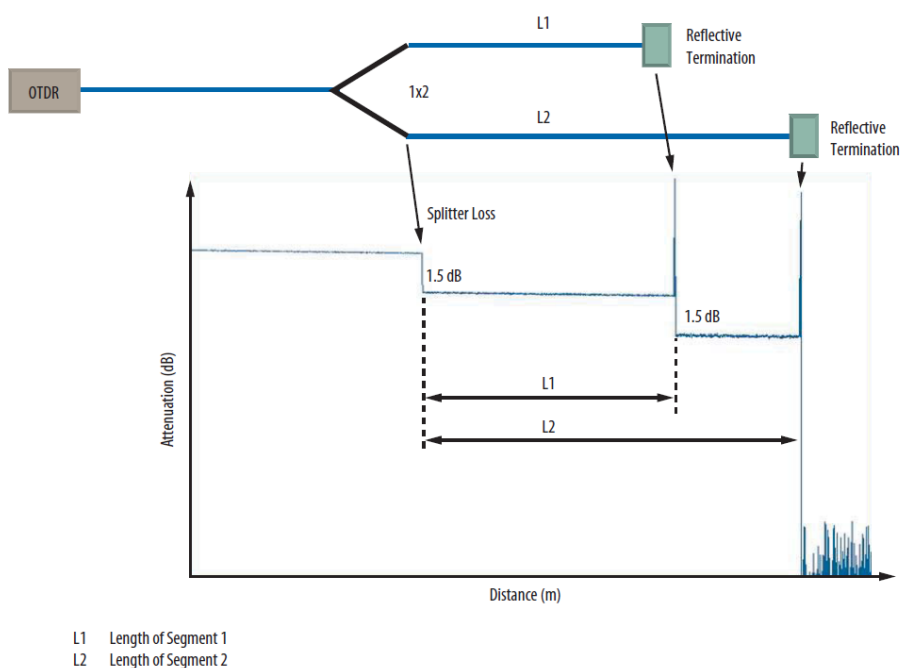 L1
Reflective
Termination
OTDR
1x2
L2
Reflective
Termination
Splitter Loss
1.5 dB
1.5 dB
L1
L2
Attenuation (dB)
Distance (m)
L1 Length of Segment 1
L2 Length of Segment 2